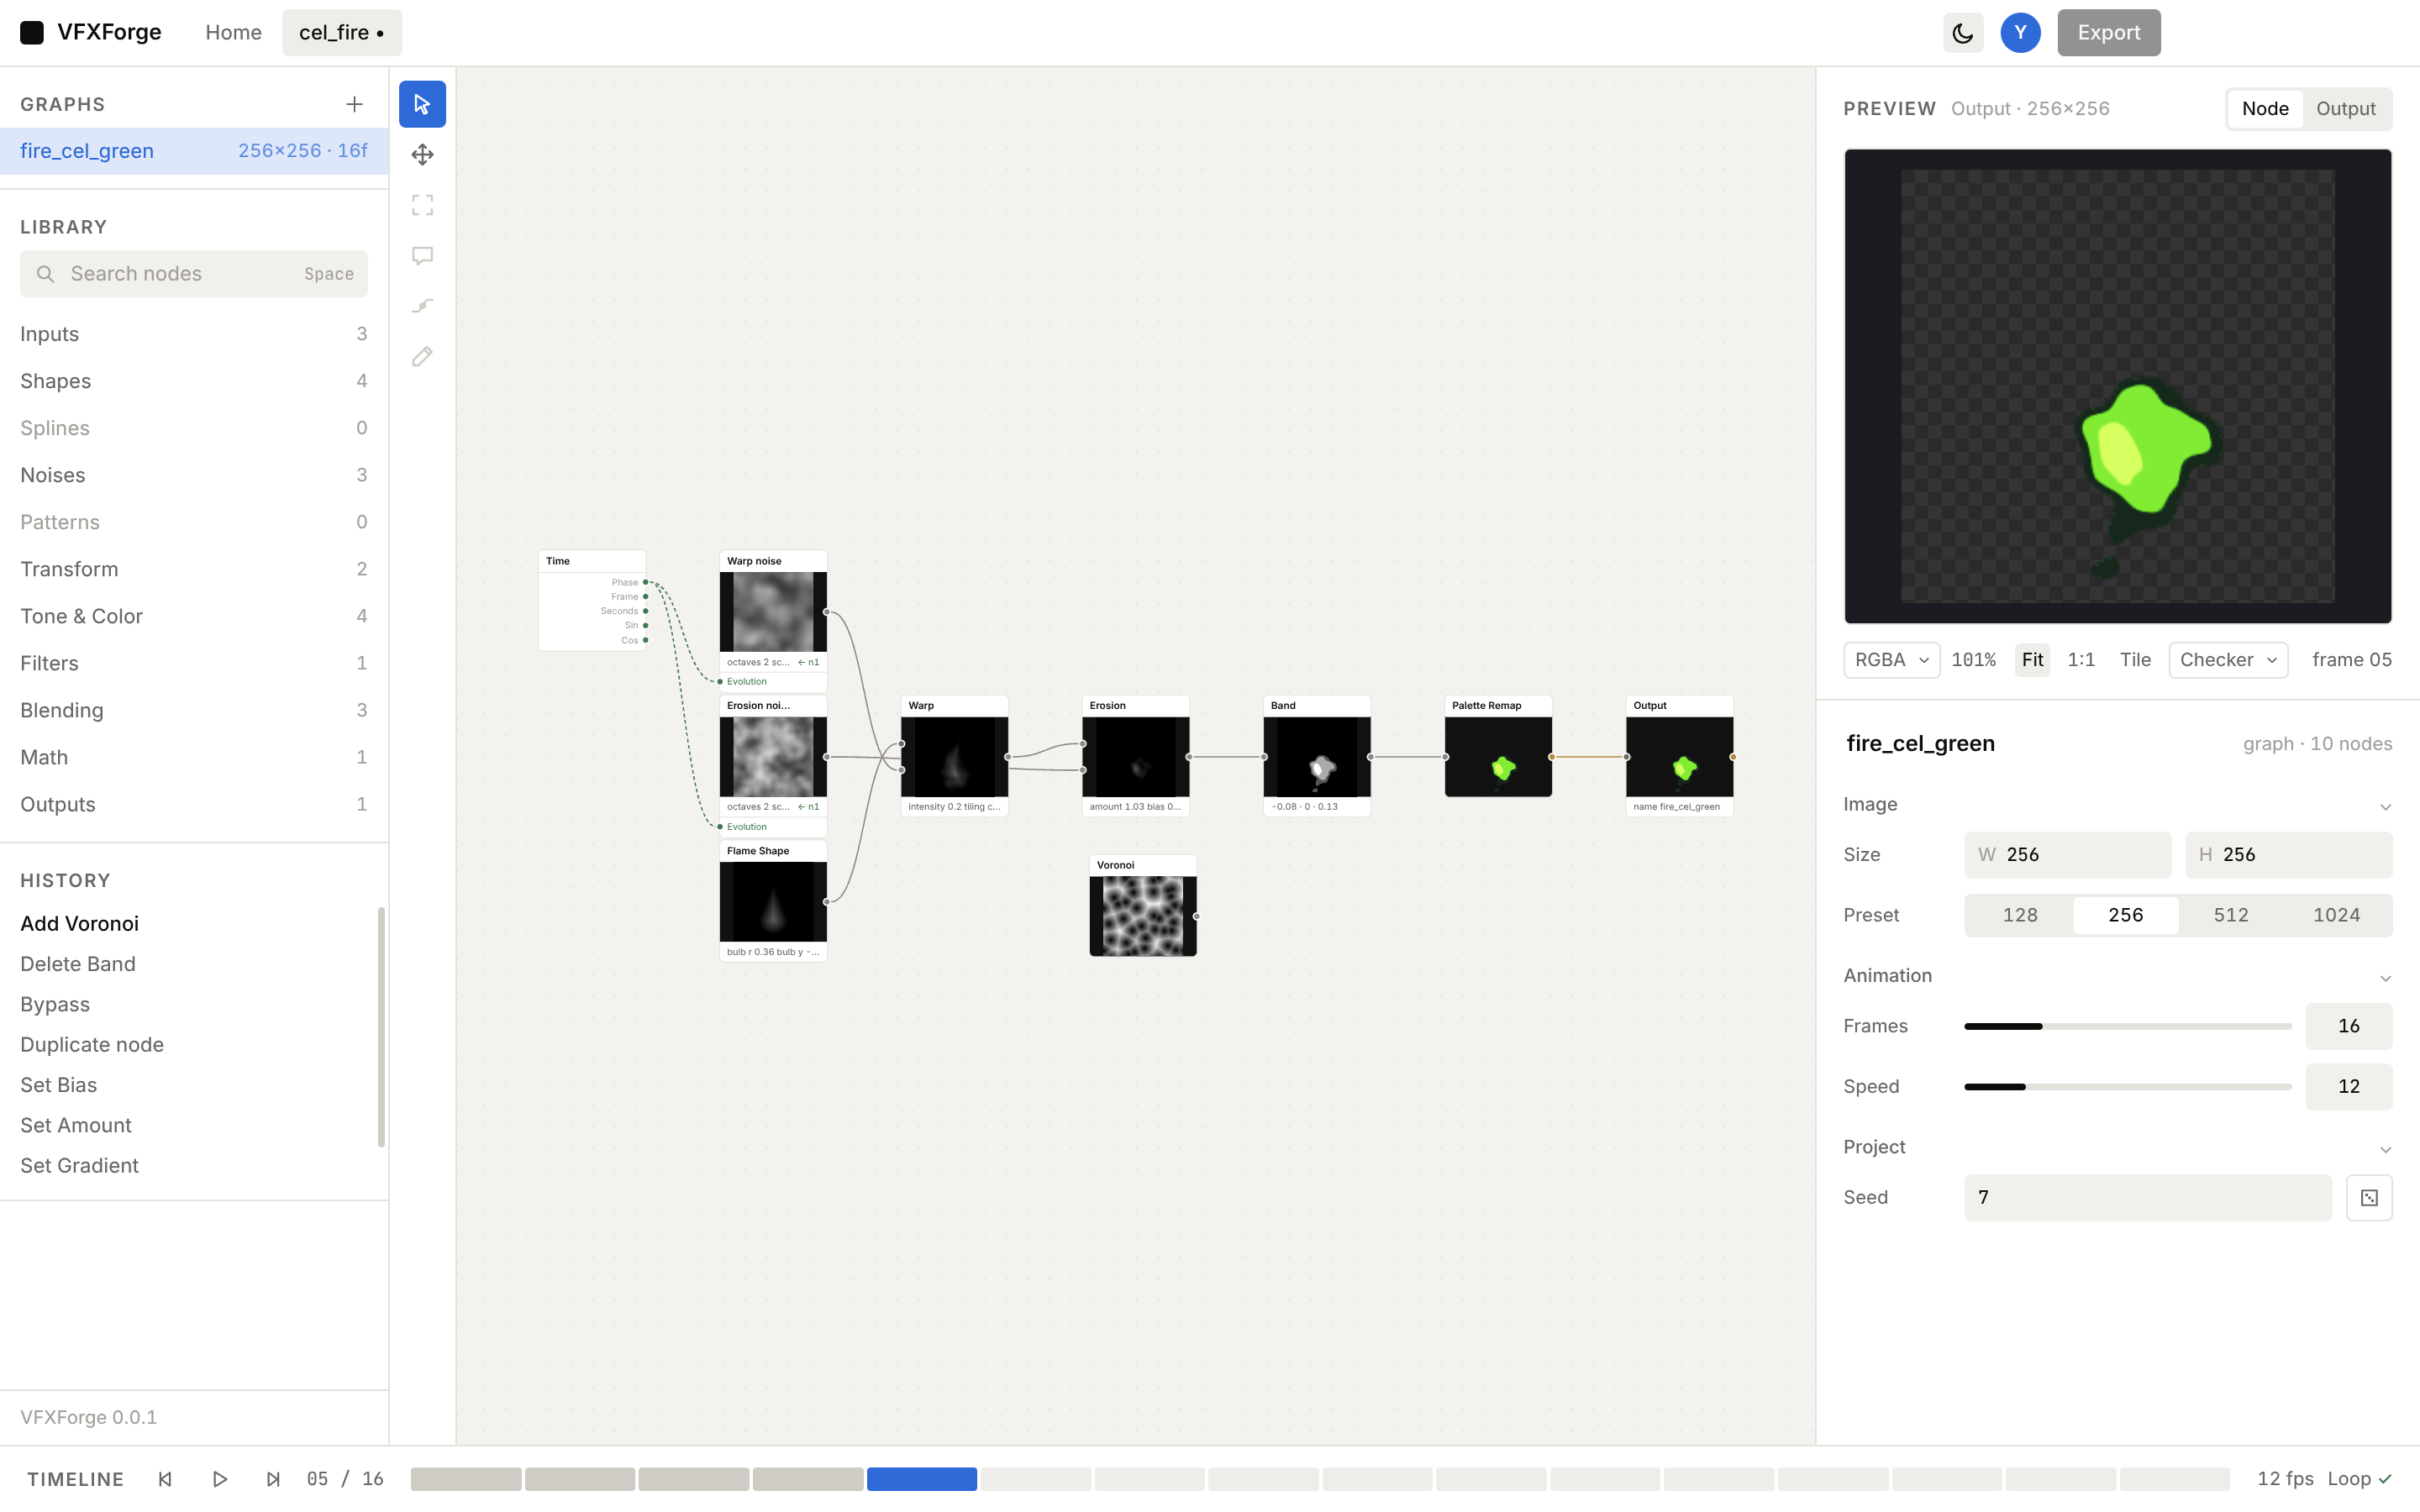 VFXForge Home cel_fire • Y Export
GRAPHS
fire_cel_green 256×256 · 16f
LIBRARY
Search nodes Space
Inputs 3
Shapes 4
Splines 0
Noises 3
Patterns 0
Transform 2
Tone & Color 4
Filters 1
Blending 3
Math 1
Outputs 1
HISTORY
Add Voronoi
Delete Band
Bypass
Duplicate node
Set Bias
Set Amount
Set Gradient
VFXForge 0.0.1
Time
Phase
Frame
Seconds
Sin
Cos
Warp noise
octaves 2 sc... ← n1
Evolution
Erosion noi...
octaves 2 sc... ← n1
Evolution
Flame Shape
bulb r 0.36 bulb y -...
Warp
intensity 0.2 tiling c...
Erosion
amount 1.03 bias 0...
Band
-0.08 · 0 · 0.13
Palette Remap
Output
name fire_cel_green
Voronoi
PREVIEW Output · 256×256 Node Output
RGBA 101% Fit 1:1 Tile Checker frame 05
fire_cel_green graph · 10 nodes
Image
Size W 256 H 256
Preset 128 256 512 1024
Animation
Frames 16
Speed 12
Project
Seed 7
TIMELINE 05 / 16 12 fps Loop ✓